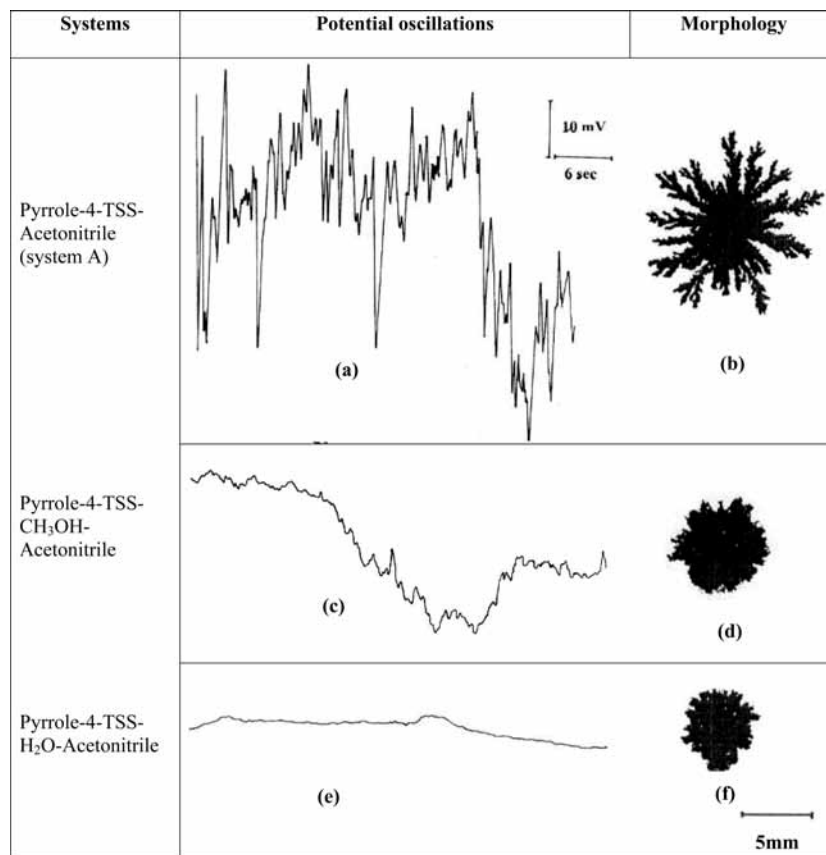 Systems
Potential oscillations
Morphology
Pyrrole-4-TSS-
Acetonitrile
(system A)
10 mV
6 sec
(a)
(b)
Pyrrole-4-TSS-
CH₃OH-
Acetonitrile
(c)
(d)
Pyrrole-4-TSS-
H₂O-Acetonitrile
(e)
(f)
5mm